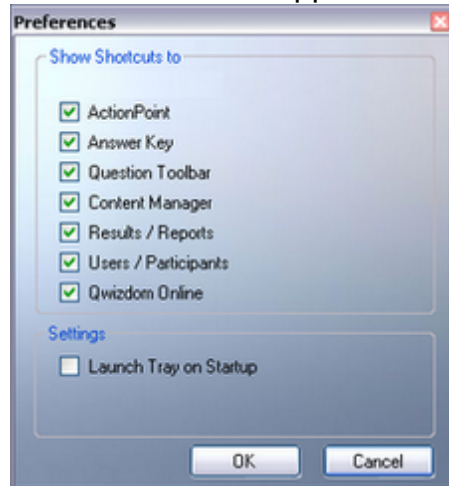 Preferences
Show Shortcuts to
ActionPoint
Answer Key
Question Toolbar
Content Manager
Results / Reports
Users / Participants
Qwizdom Online
Settings
Launch Tray on Startup
OK Cancel